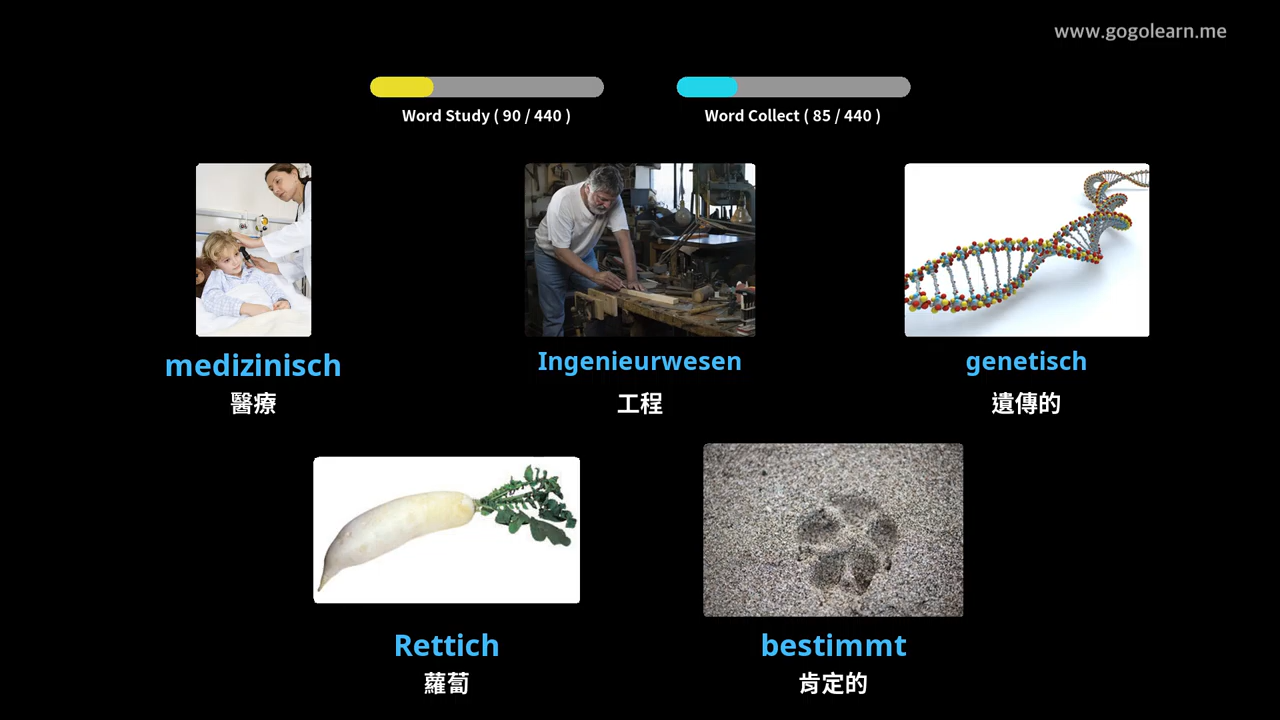 www.gogolearn.me
Word Study ( 90 / 440 )
Word Collect ( 85 / 440 )
medizinisch
醫療
Ingenieurwesen
工程
genetisch
遺傳的
Rettich
蘿蔔
bestimmt
肯定的